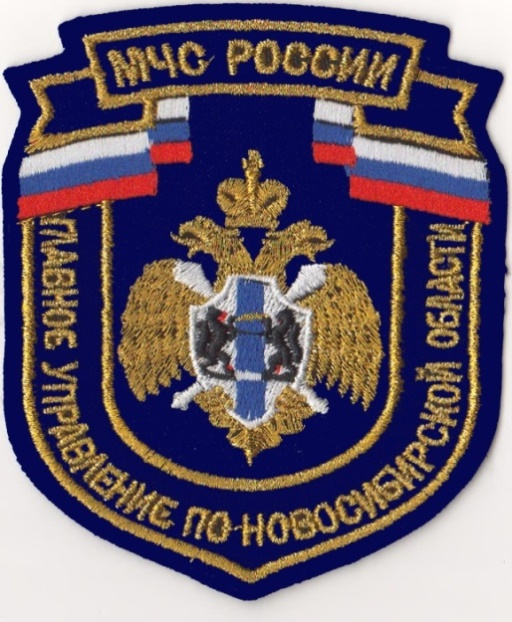 МЧС РОССИИ
ГЛАВНОЕ УПРАВЛЕНИЕ ПО НОВОСИБИРСКОЙ ОБЛАСТИ